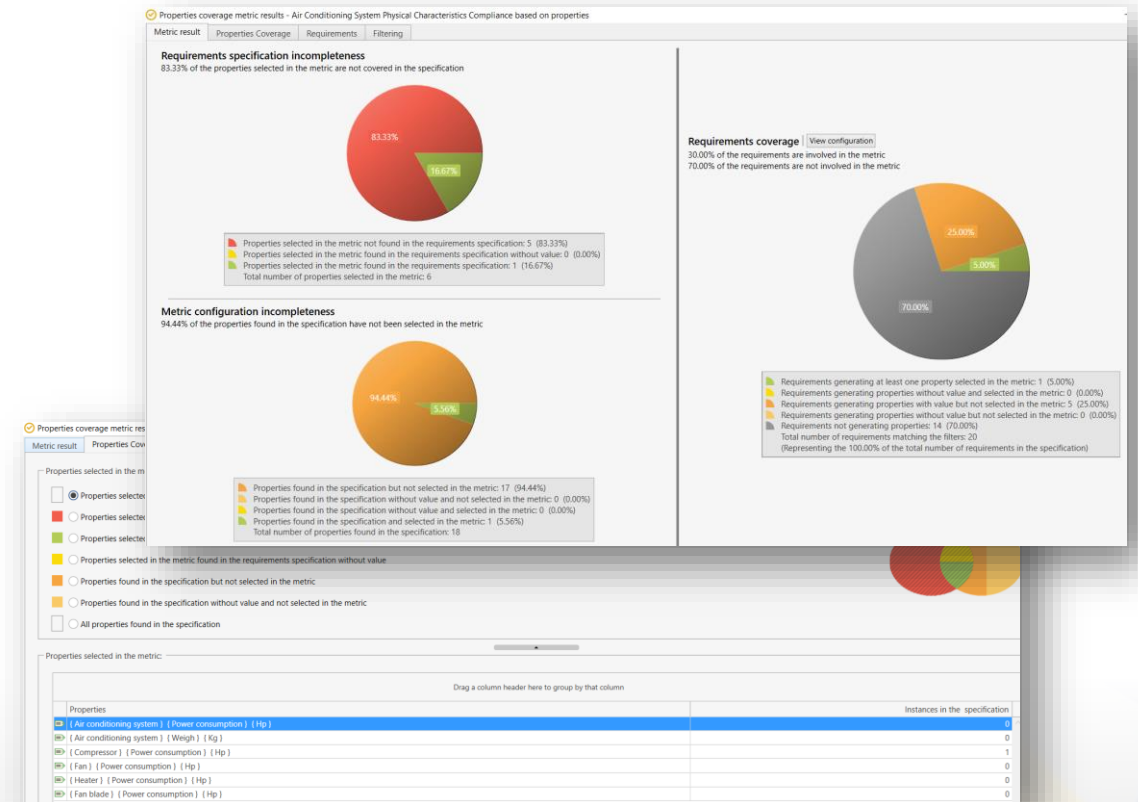 Properties coverage metric results - Air Conditioning System Physical Characteristics Compliance based on properties
Metric result Properties Coverage Requirements Filtering
Requirements specification incompleteness
83.33% of the properties selected in the metric are not covered in the specification
83.33%
16.67%
Properties selected in the metric not found in the requirements specification: 5 (83.33%)
Properties selected in the metric found in the requirements specification without value: 0 (0.00%)
Properties selected in the metric found in the requirements specification: 1 (16.67%)
Total number of properties selected in the metric: 6
Metric configuration incompleteness
94.44% of the properties found in the specification have not been selected in the metric
94.44%
5.56%
Properties found in the specification but not selected in the metric: 17 (94.44%)
Properties found in the specification without value and not selected in the metric: 0 (0.00%)
Properties found in the specification without value and selected in the metric: 0 (0.00%)
Properties found in the specification and selected in the metric: 1 (5.56%)
Total number of properties found in the specification: 18
Requirements coverage | View configuration
30.00% of the requirements are involved in the metric
70.00% of the requirements are not involved in the metric
25.00%
5.00%
70.00%
Requirements generating at least one property selected in the metric: 1 (5.00%)
Requirements generating properties without value and selected in the metric: 0 (0.00%)
Requirements generating properties with value but not selected in the metric: 5 (25.00%)
Requirements generating properties without value but not selected in the metric: 0 (0.00%)
Requirements not generating properties: 14 (70.00%)
Total number of requirements matching the filters: 20
(Representing the 100.00% of the total number of requirements in the specification)
Properties coverage metric res
Metric result Properties Cov
Properties selected in the m
Properties selected
Properties selected
Properties selected
Properties selected in the metric found in the requirements specification without value
Properties found in the specification but not selected in the metric
Properties found in the specification without value and not selected in the metric
All properties found in the specification
Properties selected in the metric:
Drag a column header here to group by that column
Properties Instances in the specification
{ Air conditioning system } { Power consumption } { Hp } 0
{ Air conditioning system } { Weigh } { Kg } 0
{ Compressor } { Power consumption } { Hp } 1
{ Fan } { Power consumption } { Hp } 0
{ Heater } { Power consumption } { Hp } 0
{ Fan blade } { Power consumption } { Hp } 0